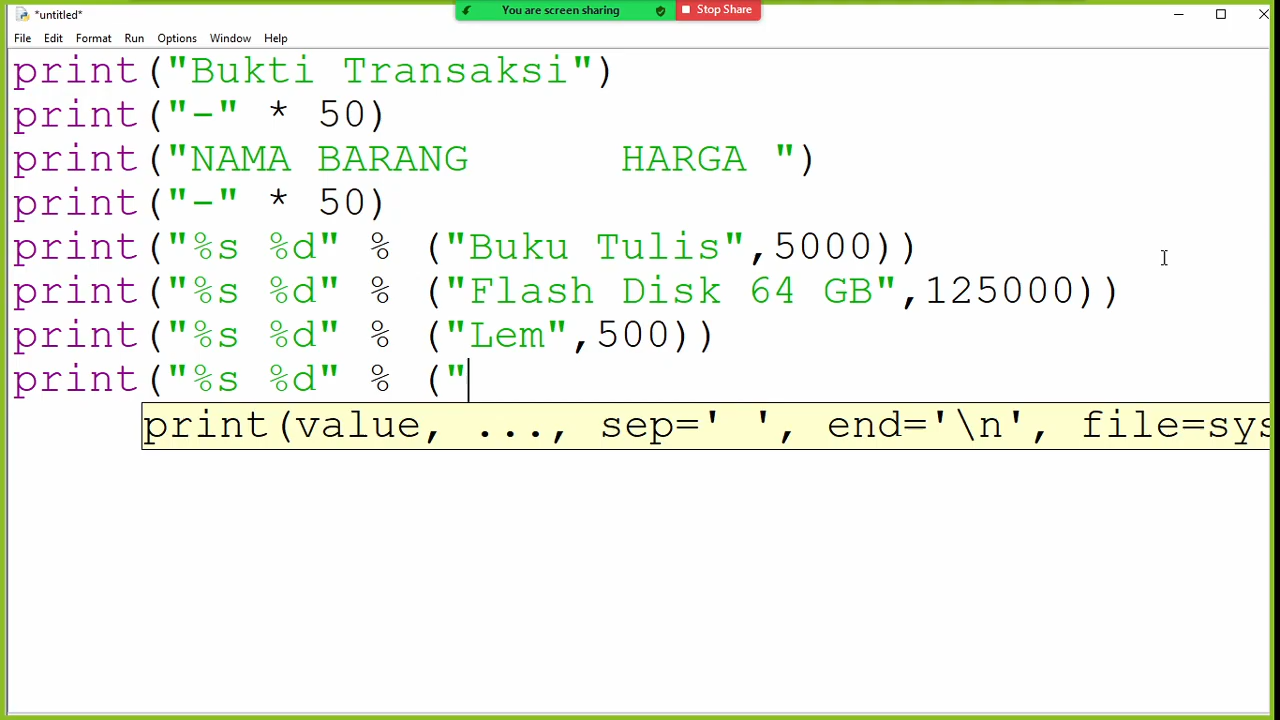 You are screen sharing Stop Share
*untitled*
File Edit Format Run Options Window Help
print("Bukti Transaksi")
print("-" * 50)
print("NAMA BARANG      HARGA ")
print("-" * 50)
print("%s %d" % ("Buku Tulis",5000))
print("%s %d" % ("Flash Disk 64 GB",125000))
print("%s %d" % ("Lem",500))
print("%s %d" % ("
print(value, ..., sep=' ', end='\n', file=sys